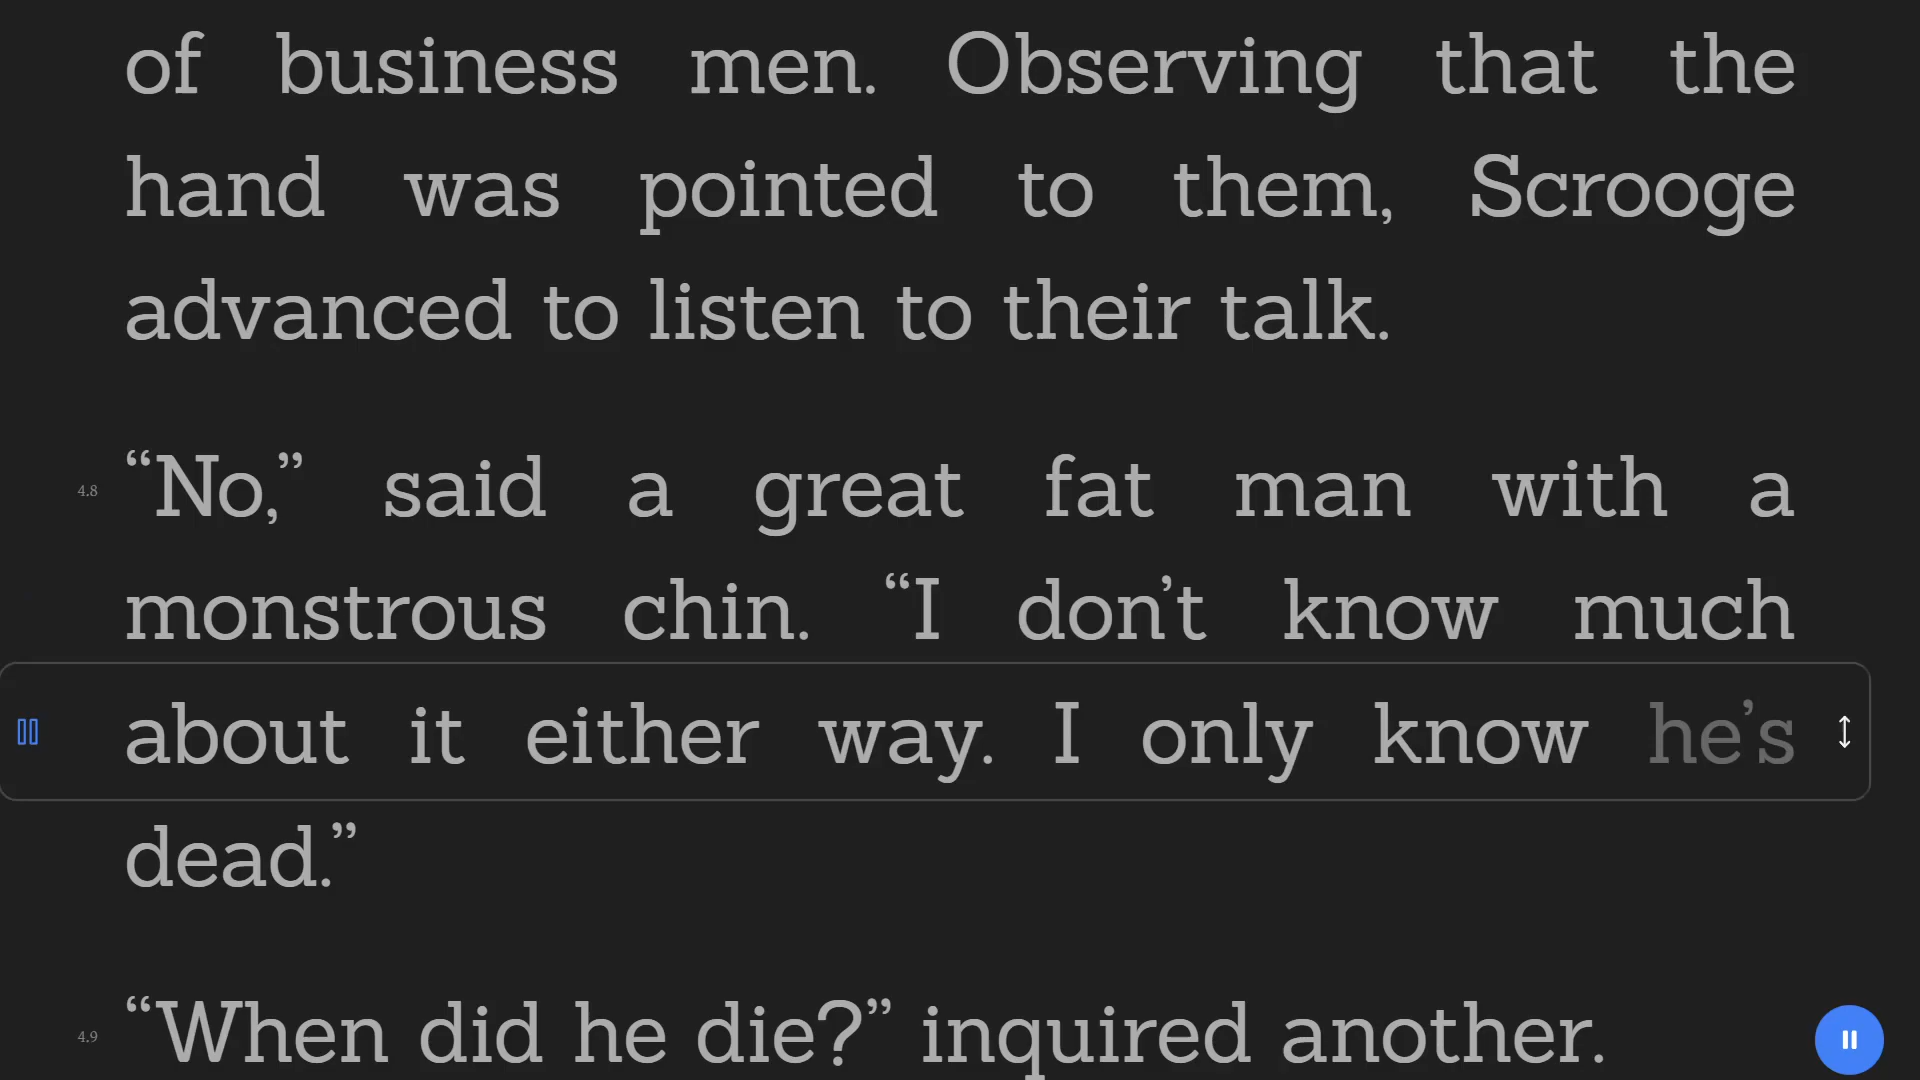 of business men. Observing that the
hand was pointed to them, Scrooge
advanced to listen to their talk.
4.8 “No,” said a great fat man with a
monstrous chin. “I don’t know much
about it either way. I only know he’s
dead.”
4.9 “When did he die?” inquired another.